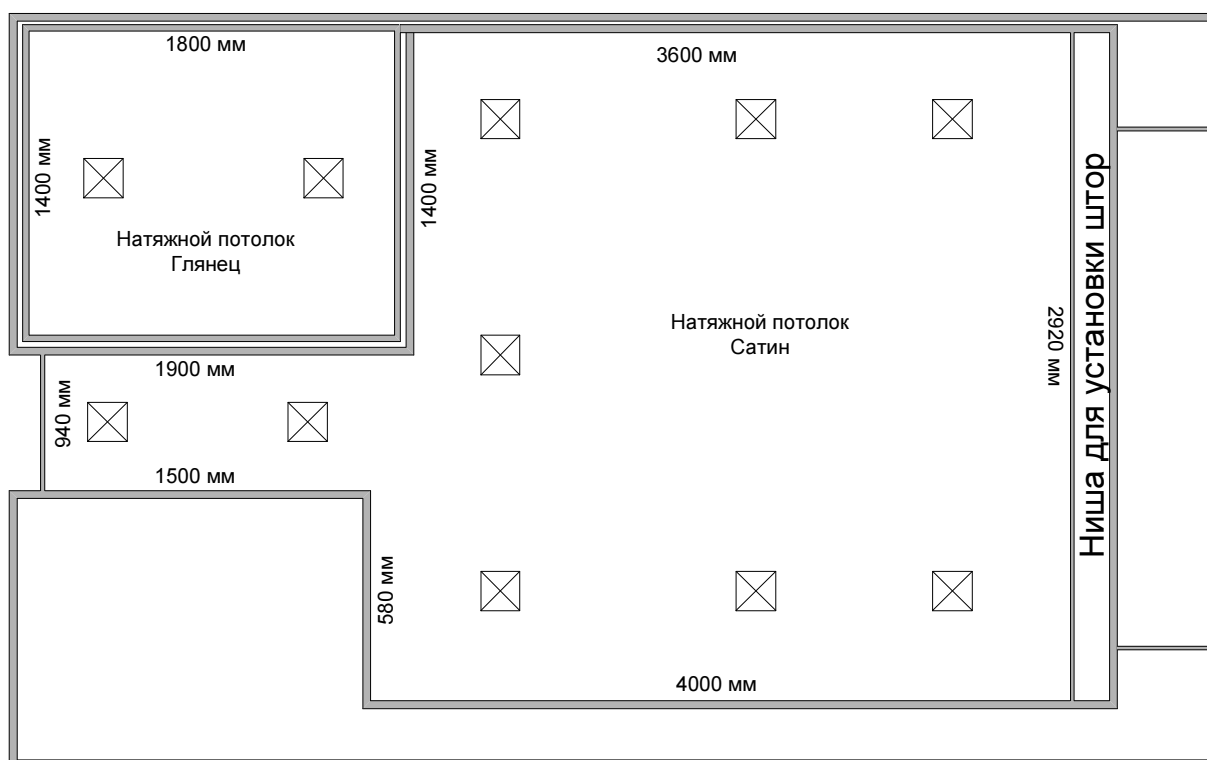 1800 мм
3600 мм
1400 мм
1400 мм
Натяжной потолок
Глянец
Натяжной потолок
Сатин
2920 мм
Ниша для установки штор
1900 мм
940 мм
1500 мм
580 мм
4000 мм